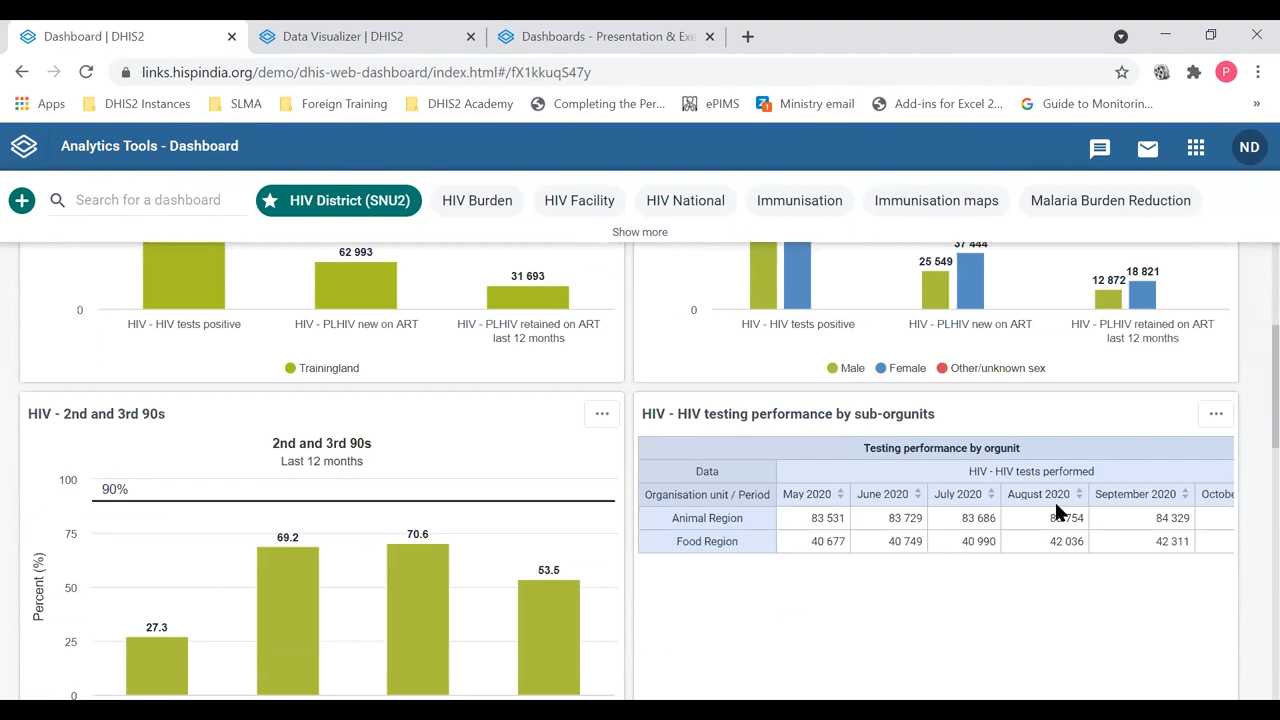 Dashboard | DHIS2
Data Visualizer | DHIS2
Dashboards - Presentation & Exe
links.hispindia.org/demo/dhis-web-dashboard/index.html#/fX1kkuqS47y
P
Apps
DHIS2 Instances
SLMA
Foreign Training
DHIS2 Academy
Completing the Per...
ePIMS
Ministry email
Add-ins for Excel 2...
Guide to Monitorin...
»
Analytics Tools - Dashboard
ND
Search for a dashboard
HIV District (SNU2)
HIV Burden
HIV Facility
HIV National
Immunisation
Immunisation maps
Malaria Burden Reduction
Show more
62 993
31 693
0
HIV - HIV tests positive
HIV - PLHIV new on ART
HIV - PLHIV retained on ART
last 12 months
Trainingland
25 549
37 444
12 872
18 821
0
HIV - HIV tests positive
HIV - PLHIV new on ART
HIV - PLHIV retained on ART
last 12 months
Male
Female
Other/unknown sex
HIV - 2nd and 3rd 90s
2nd and 3rd 90s
Last 12 months
100
90%
75
50
25
0
Percent (%)
27.3
69.2
70.6
53.5
HIV - HIV testing performance by sub-orgunits
Testing performance by orgunit
Data
HIV - HIV tests performed
Organisation unit / Period
May 2020
June 2020
July 2020
August 2020
September 2020
Octobe
Animal Region
83 531
83 729
83 686
754
84 329
Food Region
40 677
40 749
40 990
42 036
42 311